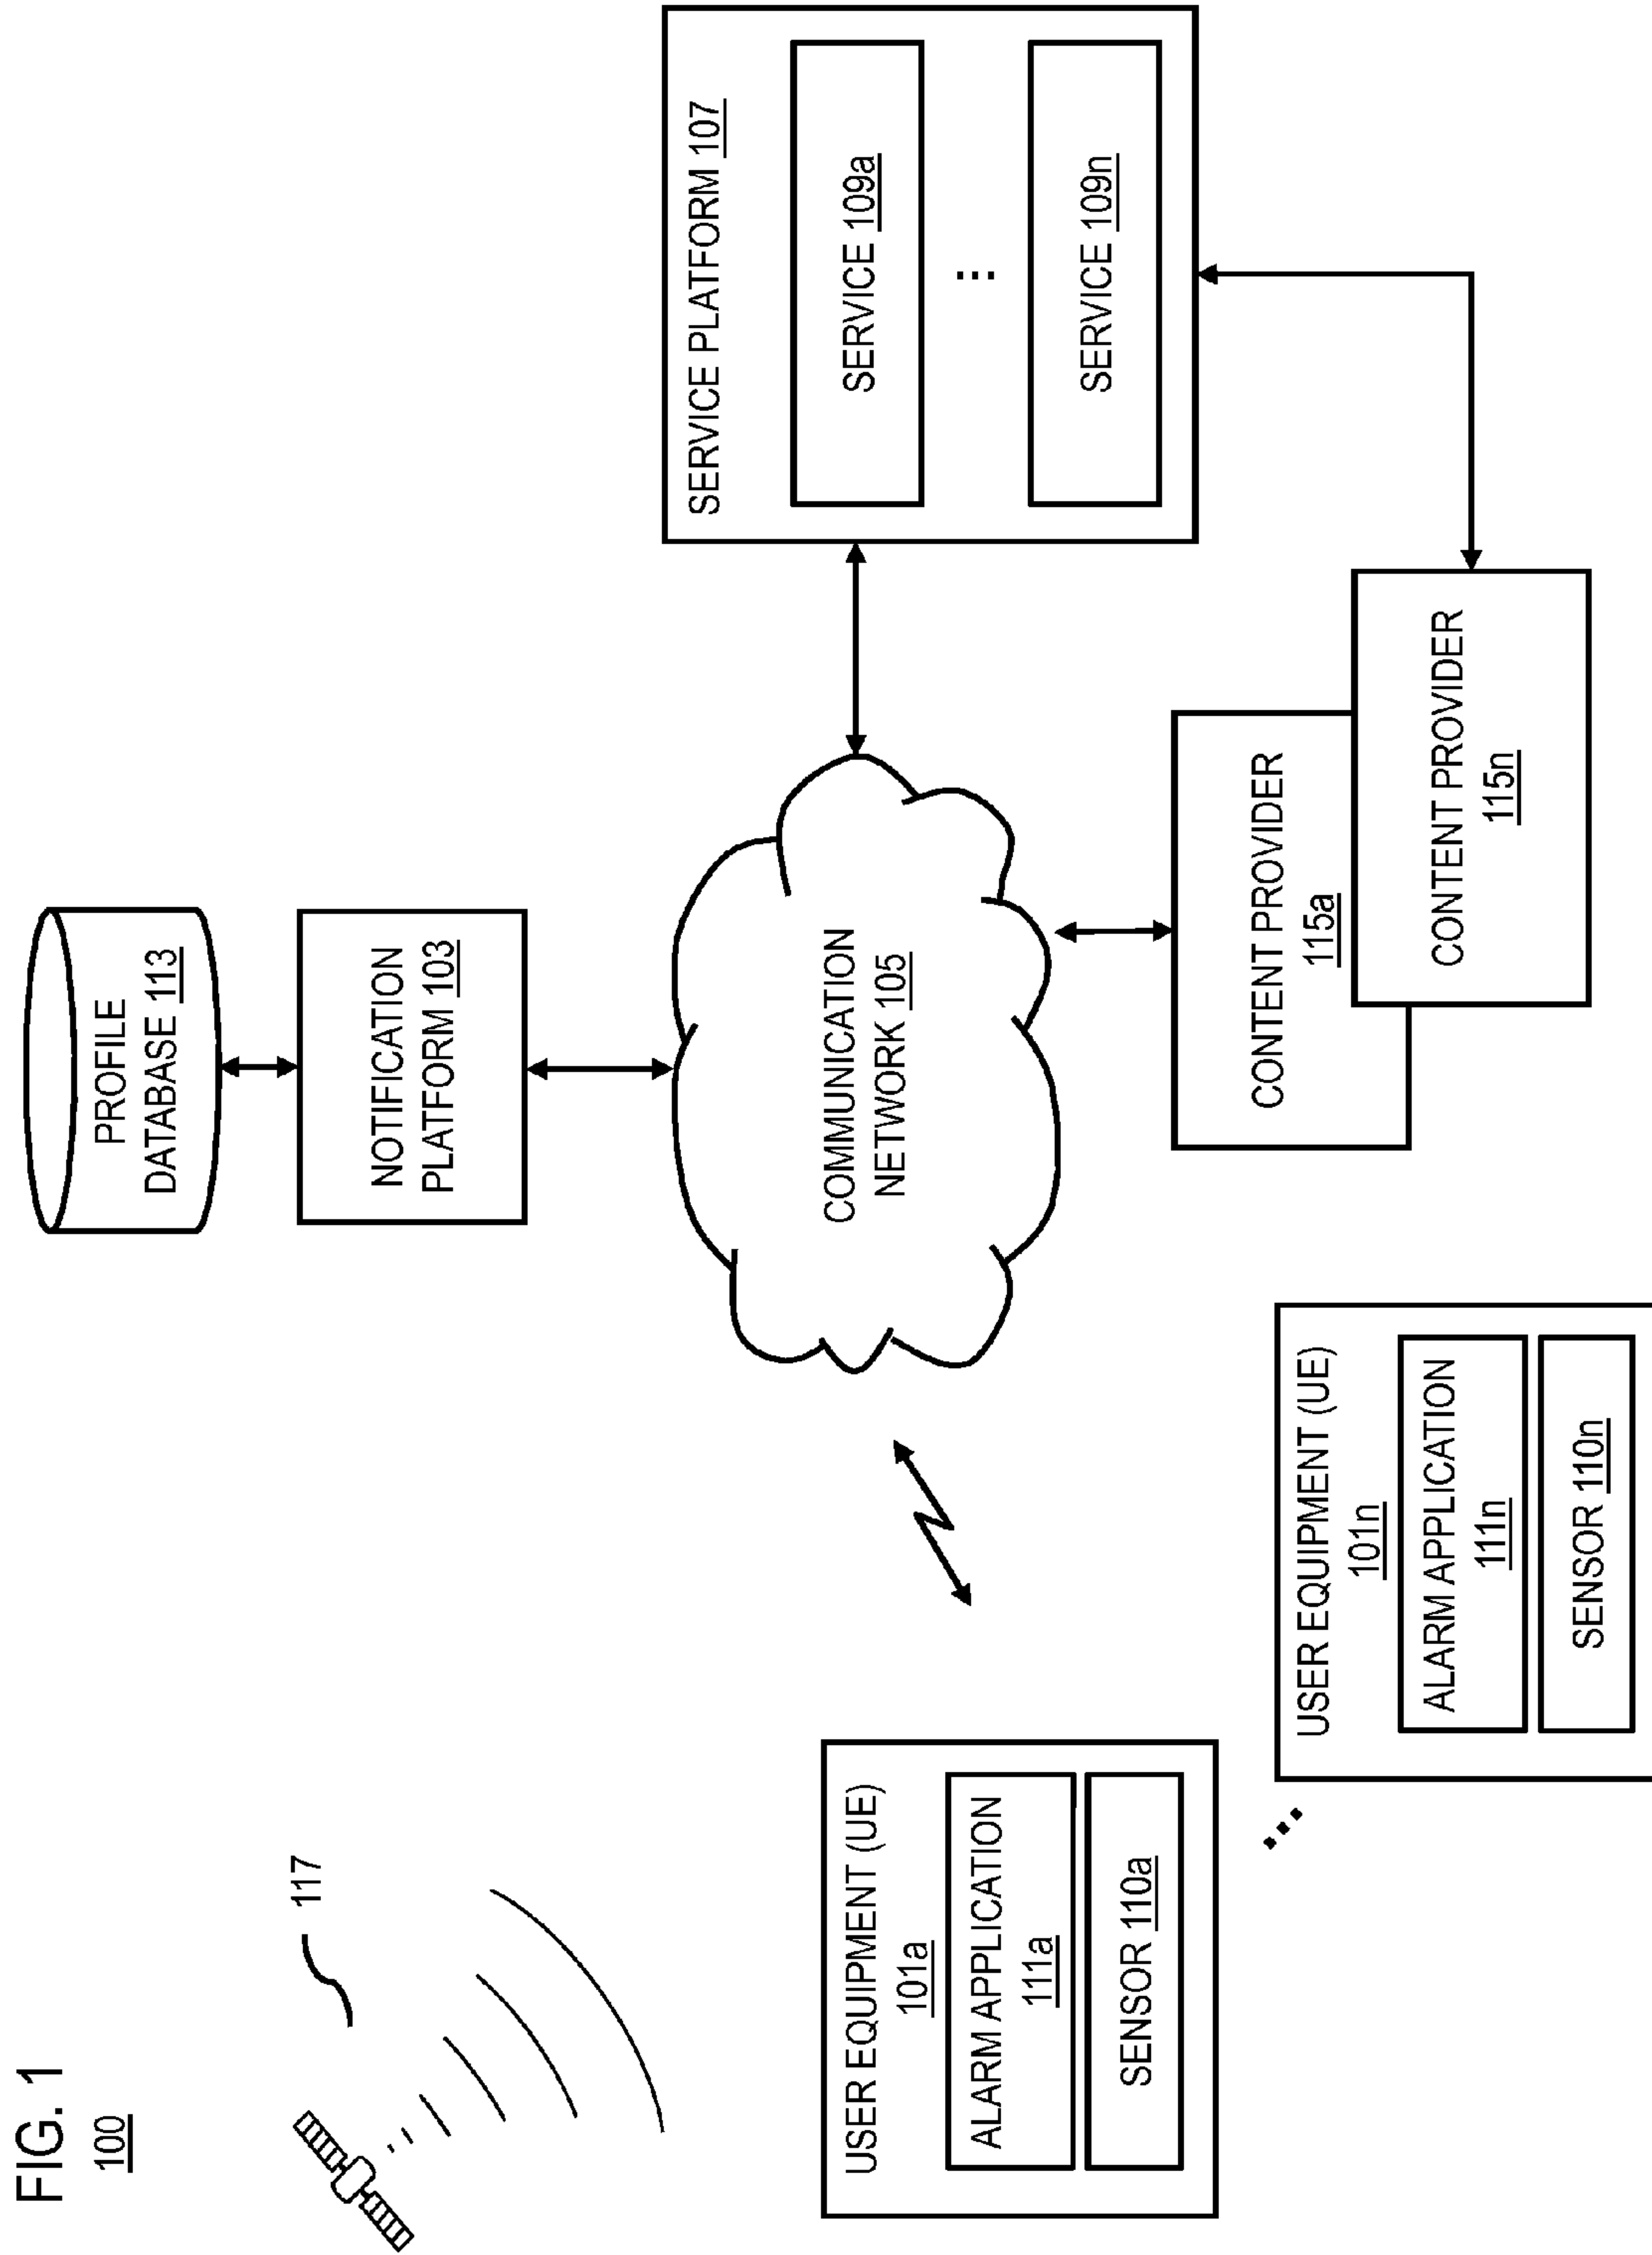 FIG. 1
100
117
PROFILE
DATABASE 113
NOTIFICATION
PLATFORM 103
COMMUNICATION
NETWORK 105
SERVICE PLATFORM 107
SERVICE 109a
...
SERVICE 109n
USER EQUIPMENT (UE)
101a
ALARM APPLICATION
111a
SENSOR 110a
...
USER EQUIPMENT (UE)
101n
ALARM APPLICATION
111n
SENSOR 110n
CONTENT PROVIDER
115a
CONTENT PROVIDER
115n